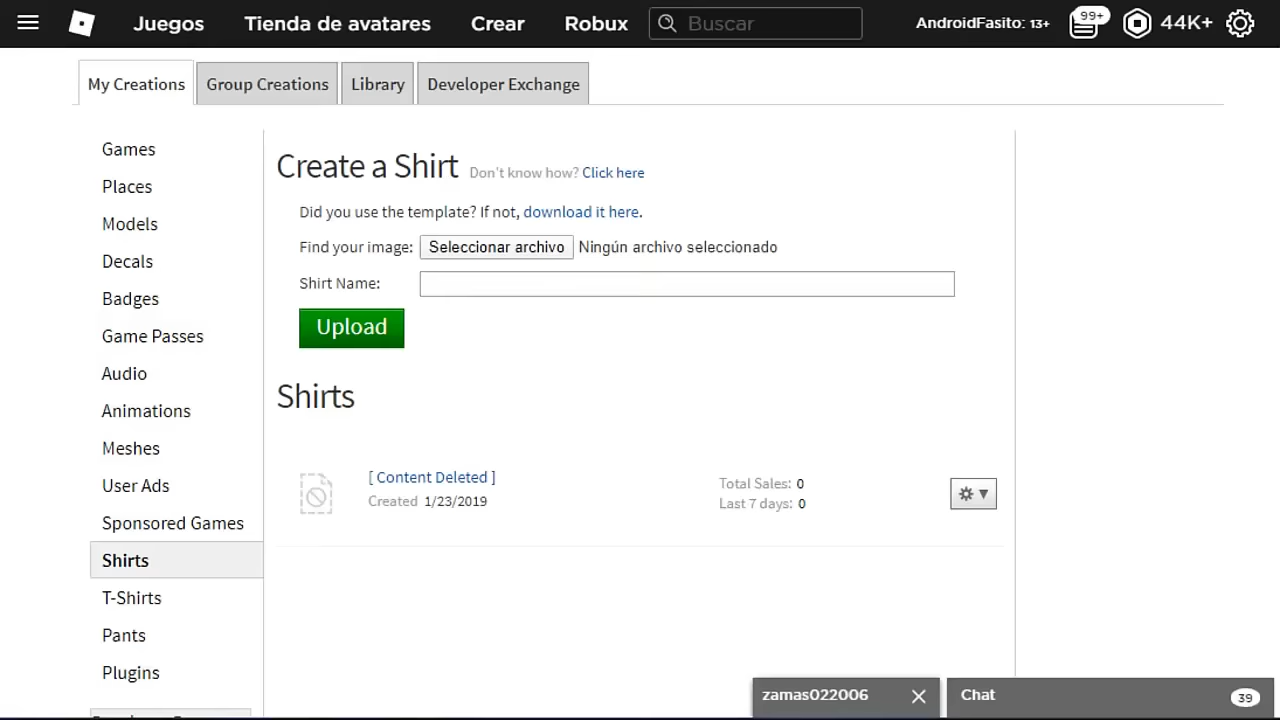 Juegos Tienda de avatares Crear Robux Buscar AndroidFasito: 13+ 99+ 44K+
My Creations Group Creations Library Developer Exchange
Games
Places
Models
Decals
Badges
Game Passes
Audio
Animations
Meshes
User Ads
Sponsored Games
Shirts
T-Shirts
Pants
Plugins
Create a Shirt Don't know how? Click here
Did you use the template? If not, download it here.
Find your image: Seleccionar archivo Ningún archivo seleccionado
Shirt Name:
Upload
Shirts
[ Content Deleted ]
Created 1/23/2019
Total Sales: 0
Last 7 days: 0
zamas022006 Chat 39